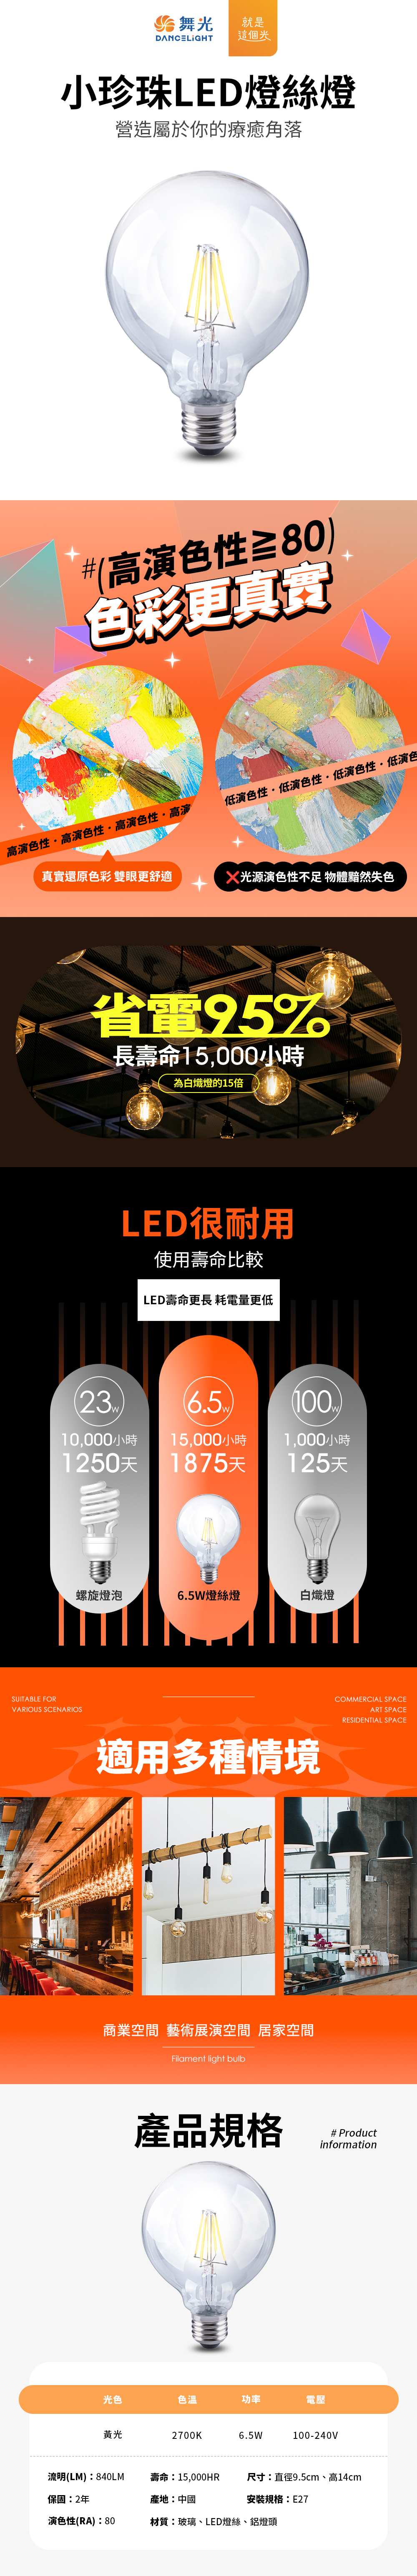 舞光
DANCELIGHT
就是
這個光
小珍珠LED燈絲燈
營造屬於你的療癒角落
#(高演色性≧80)
色彩更真實
高演色性・高演色性・高演色性・高演
低演色性・低演色性・低演色性・低演色
真實還原色彩 雙眼更舒適
❌光源演色性不足 物體黯然失色
省電95%
長壽命15,000小時
為白熾燈的15倍
LED很耐用
使用壽命比較
LED壽命更長 耗電量更低
23W
10,000小時
1250天
螺旋燈泡
6.5W
15,000小時
1875天
6.5W燈絲燈
100W
1,000小時
125天
白熾燈
SUITABLE FOR
VARIOUS SCENARIOS
COMMERCIAL SPACE
ART SPACE
RESIDENTIAL SPACE
適用多種情境
商業空間 藝術展演空間 居家空間
Filament light bulb
產品規格
# Product
information
光色 色溫 功率 電壓
黃光 2700K 6.5W 100-240V
流明(LM)：840LM 壽命：15,000HR 尺寸：直徑9.5cm、高14cm
保固：2年 產地：中國 安裝規格：E27
演色性(RA)：80 材質：玻璃、LED燈絲、鋁燈頭